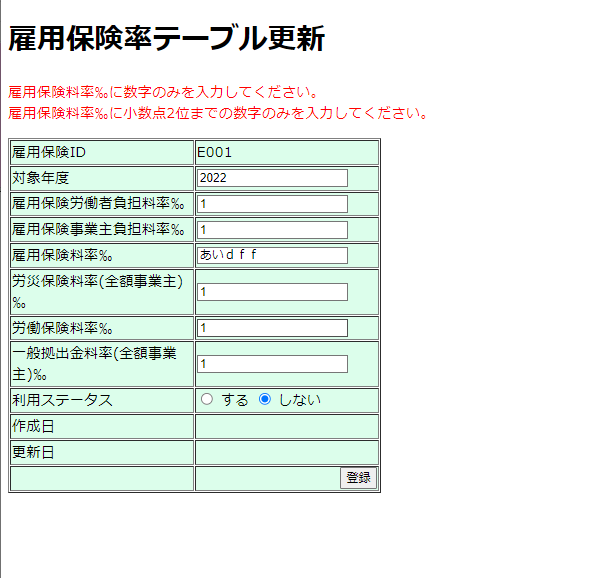 雇用保険率テーブル更新
雇用保険料率‰に数字のみを入力してください。
雇用保険料率‰に小数点2位までの数字のみを入力してください。
雇用保険ID E001
対象年度 2022
雇用保険労働者負担料率‰ 1
雇用保険事業主負担料率‰ 1
雇用保険料率‰ あいｄｆｆ
労災保険料率(全額事業主)
‰ 1
労働保険料率‰ 1
一般拠出金料率(全額事業
主)‰ 1
利用ステータス する しない
作成日
更新日
登録